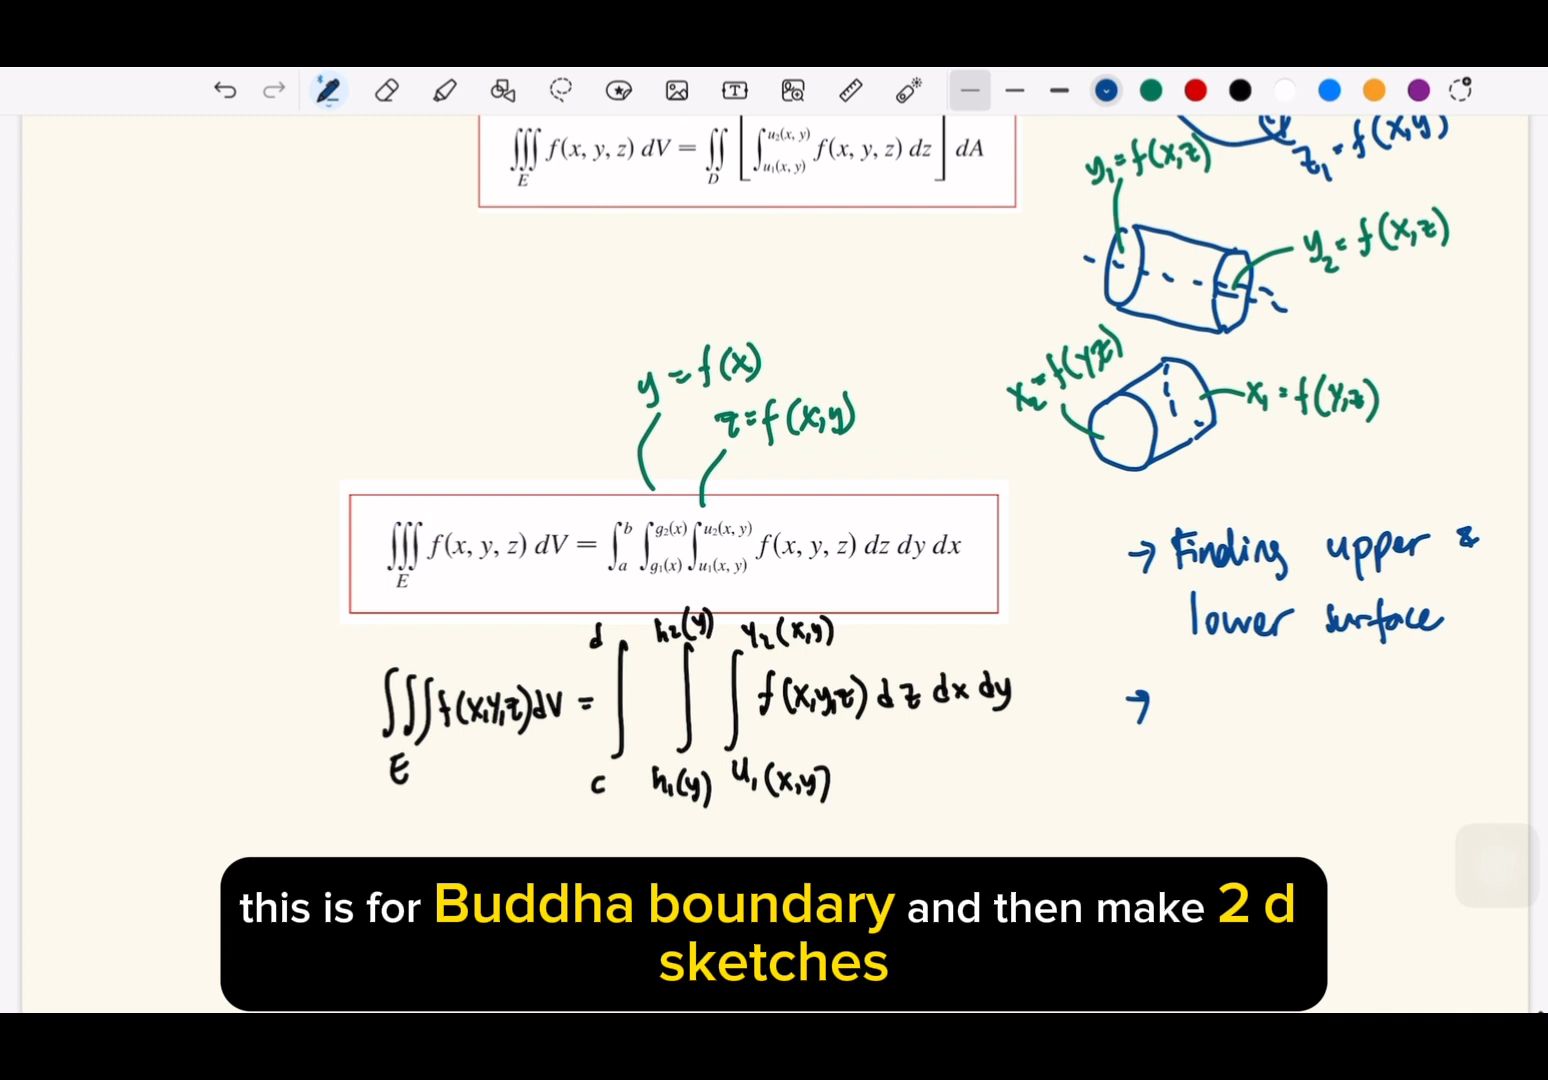 ∭_E f(x, y, z) dV = ∬_D [∫_{u₁(x, y)}^{u₂(x, y)} f(x, y, z) dz] dA
z₁ = f(x,y)
y₁ = f(x,z)
y₂ = f(x,z)
y = f(x)
z = f(x,y)
x₂ = f(y,z)
x₁ = f(y,z)
∭_E f(x, y, z) dV = ∫_a^b ∫_{g₁(x)}^{g₂(x)} ∫_{u₁(x, y)}^{u₂(x, y)} f(x, y, z) dz dy dx
→ Finding upper &
lower surface
∭_E f(x,y,z)dV = ∫_c^d ∫_{h₁(y)}^{h₂(y)} ∫_{u₁(x,y)}^{y₂(x,y)} f(x,y,z) dz dx dy
→
this is for Buddha boundary and then make 2 d
sketches